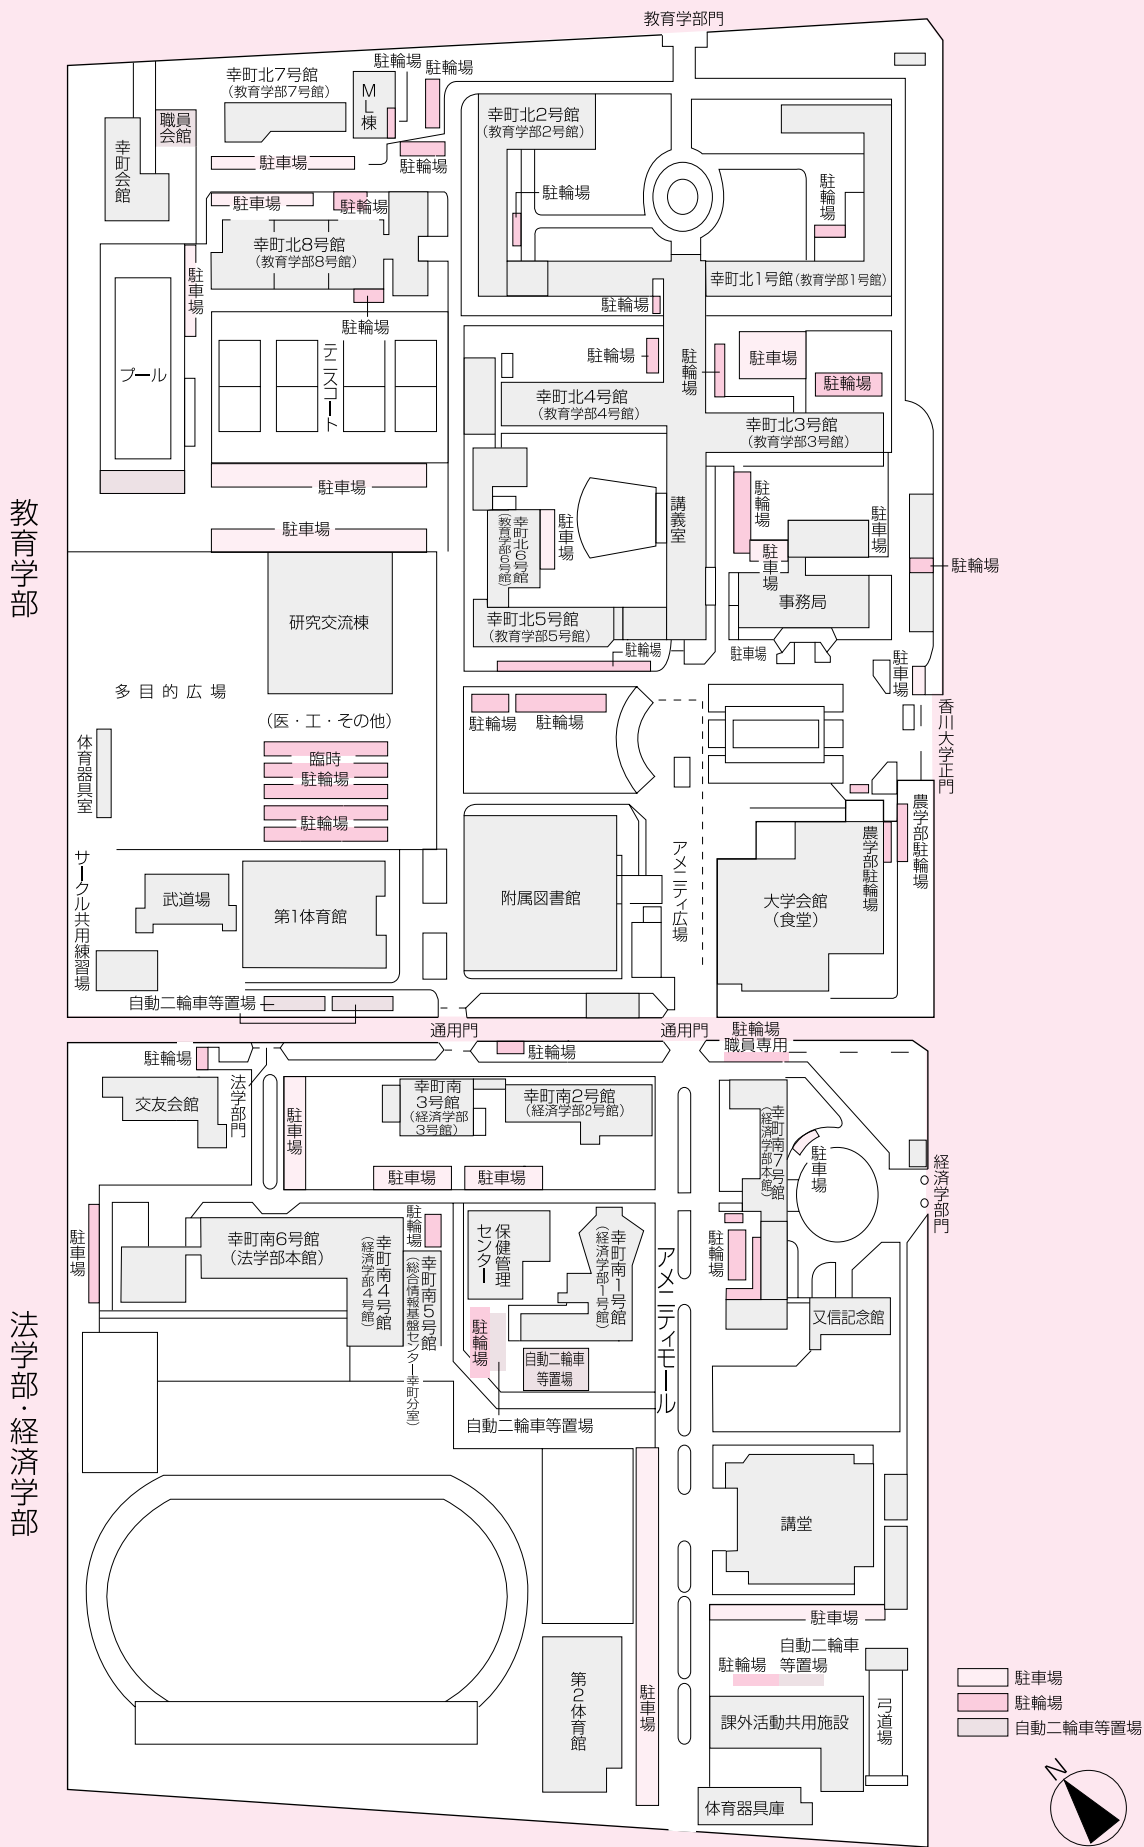 教育学部門
幸町北7号館
(教育学部7号館)
ML棟
駐輪場
駐輪場
駐輪場
職員
会館
幸町会館
駐車場
駐車場
駐輪場
幸町北8号館
(教育学部8号館)
駐車場
駐輪場
プール
テニスコート
駐車場
駐車場
幸町北2号館
(教育学部2号館)
駐輪場
駐輪場
幸町北1号館(教育学部1号館)
駐輪場
駐輪場
駐輪場
駐車場
駐輪場
幸町北4号館
(教育学部4号館)
幸町北3号館
(教育学部3号館)
講義室
駐輪場
駐車場
駐車場
駐輪場
幸町北6号館
(教育学部6号館)
駐車場
事務局
幸町北5号館
(教育学部5号館)
駐輪場
駐車場
駐車場
教育学部
研究交流棟
多目的広場
(医・工・その他)
臨時
駐輪場
駐輪場
体育器具室
駐輪場
駐輪場
香川大学正門
農学部駐輪場
農学部駐輪場
アメニティ広場
大学会館
(食堂)
附属図書館
サークル共用練習場
武道場
第1体育館
自動二輪車等置場
通用門
通用門
駐輪場
職員専用
駐輪場
駐輪場
法学部門
交友会館
駐車場
幸町南
3号館
(経済学部
3号館)
幸町南2号館
(経済学部2号館)
駐車場
駐車場
幸町南7号館
(経済学部本館)
駐車場
経済学部門
駐車場
幸町南6号館
(法学部本館)
幸町南4号館
(経済学部4号館)
駐輪場
幸町南5号館
(総合情報基盤センター幸町分室)
保健管理
センター
幸町南1号館
(経済学部1号館)
駐輪場
自動二輪車
等置場
自動二輪車等置場
アメニティモール
駐輪場
又信記念館
法学部・経済学部
講堂
駐車場
自動二輪車
等置場
駐輪場
第2体育館
駐車場
課外活動共用施設
弓道場
体育器具庫
駐車場
駐輪場
自動二輪車等置場
N